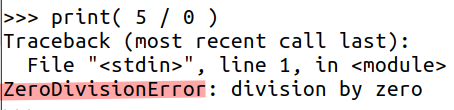 >>> print( 5 / 0 )
Traceback (most recent call last):
  File "<stdin>", line 1, in <module>
ZeroDivisionError: division by zero